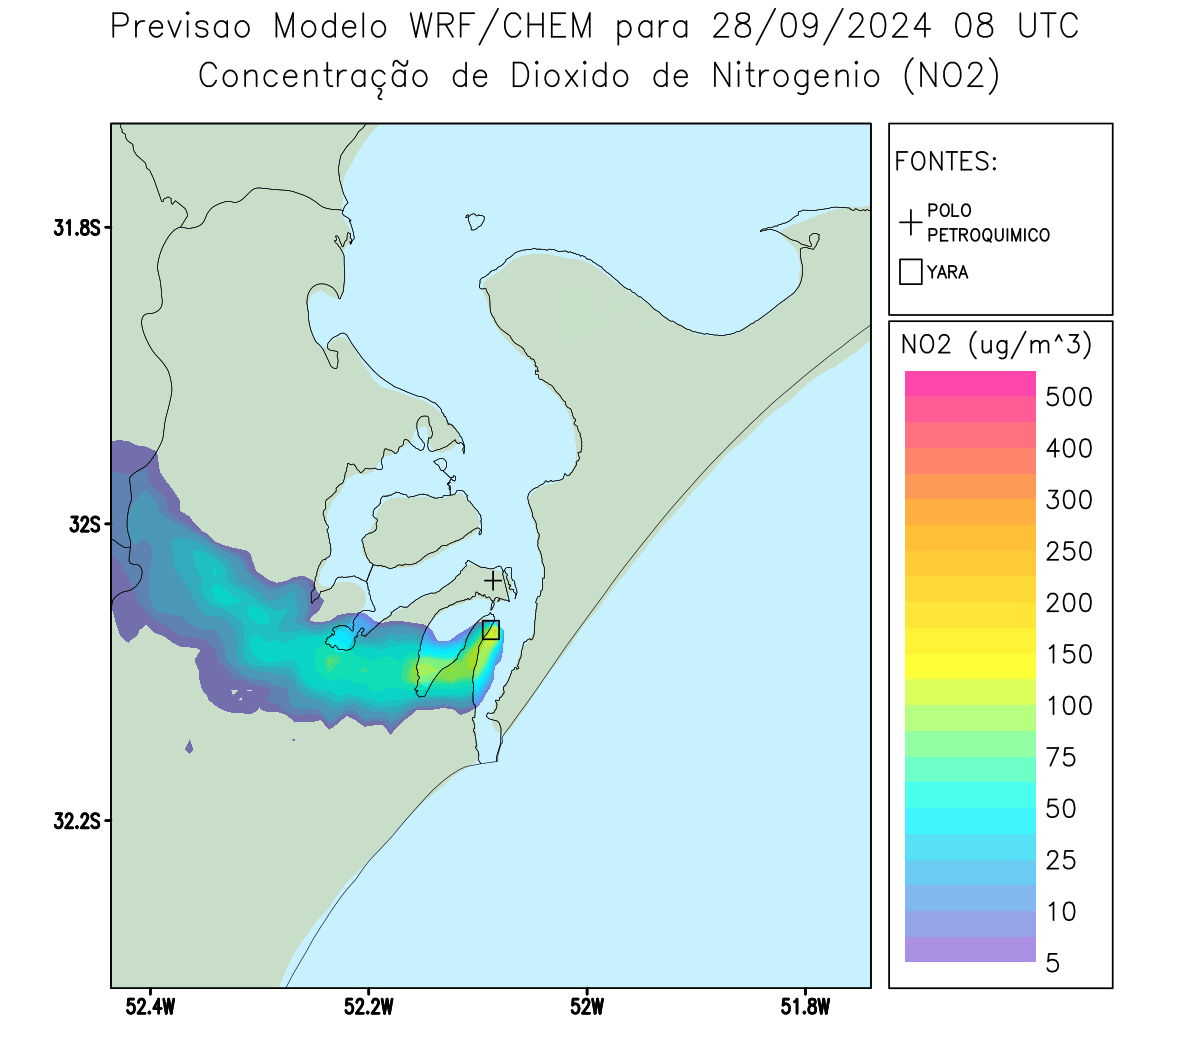 Previsao Modelo WRF/CHEM para 28/09/2024 08 UTC
Concentração de Dioxido de Nitrogenio (NO2)
FONTES:
POLO
PETROQUIMICO
YARA
NO2 (ug/m^3)
500
400
300
250
200
150
100
75
50
25
10
5
31.8S
32S
32.2S
52.4W
52.2W
52W
51.8W